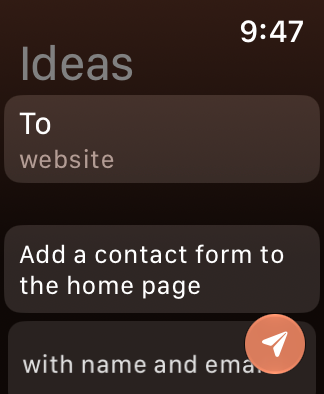 9:47
Ideas
To
website
Add a contact form to
the home page
with name and